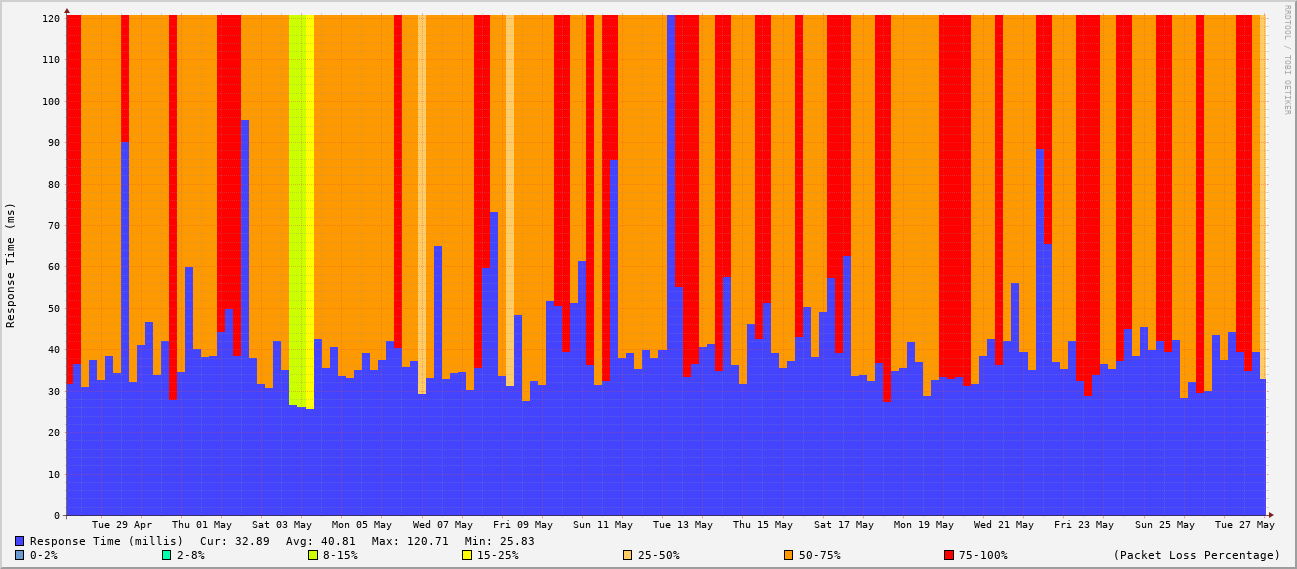 RRDTOOL / TOBI OETIKER
Response Time (ms)
120
110
100
90
80
70
60
50
40
30
20
10
0
Tue 29 Apr Thu 01 May Sat 03 May Mon 05 May Wed 07 May Fri 09 May Sun 11 May Tue 13 May Thu 15 May Sat 17 May Mon 19 May Wed 21 May Fri 23 May Sun 25 May Tue 27 May
Response Time (millis) Cur: 32.89 Avg: 40.81 Max: 120.71 Min: 25.83
0-2% 2-8% 8-15% 15-25% 25-50% 50-75% 75-100% (Packet Loss Percentage)